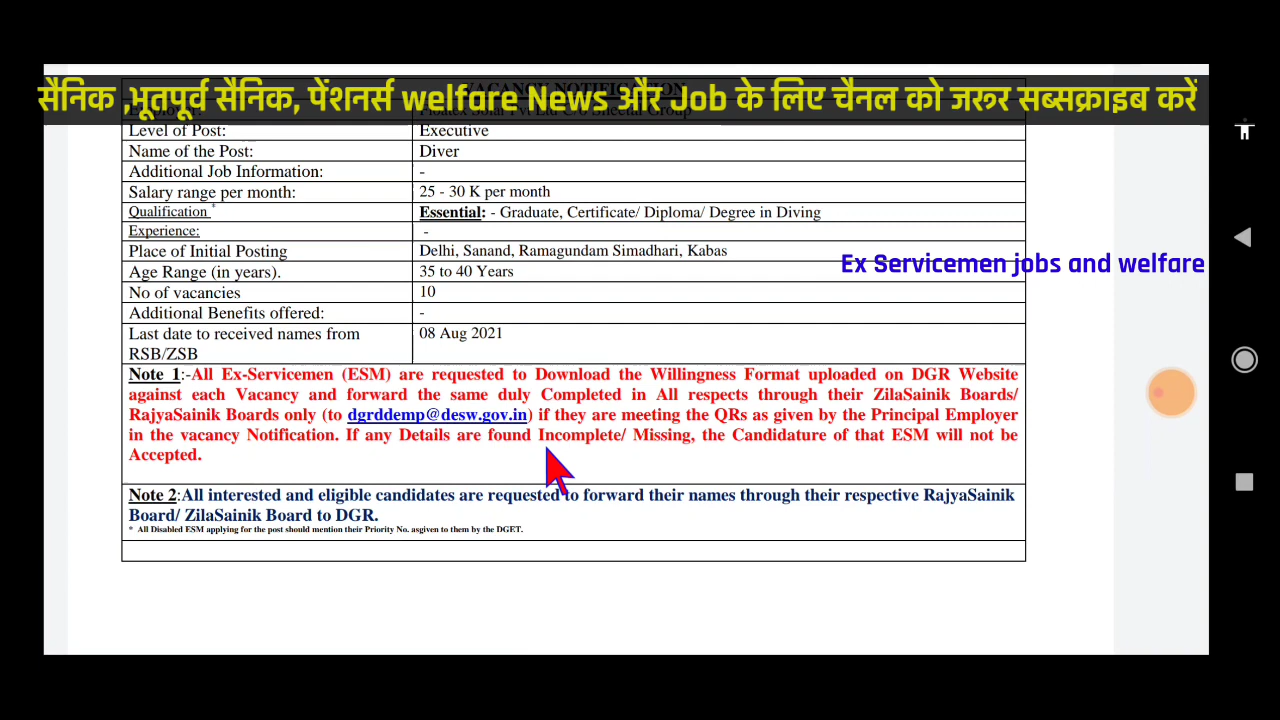 VACANCY NOTIFICATION
सैनिक ,भूतपूर्व सैनिक, पेंशनर्स welfare News और Job के लिए चैनल को जरुर सब्सक्राइब करें
Level of Post: Executive
Name of the Post: Diver
Additional Job Information: -
Salary range per month: 25 - 30 K per month
Qualification * Essential: - Graduate, Certificate/ Diploma/ Degree in Diving
Experience: -
Place of Initial Posting Delhi, Sanand, Ramagundam Simadhari, Kabas
Ex Servicemen jobs and welfare
Age Range (in years). 35 to 40 Years
No of vacancies 10
Additional Benefits offered: -
Last date to received names from 08 Aug 2021
RSB/ZSB
Note 1:-All Ex-Servicemen (ESM) are requested to Download the Willingness Format uploaded on DGR Website
against each Vacancy and forward the same duly Completed in All respects through their ZilaSainik Boards/
RajyaSainik Boards only (to dgrddemp@desw.gov.in) if they are meeting the QRs as given by the Principal Employer
in the vacancy Notification. If any Details are found Incomplete/ Missing, the Candidature of that ESM will not be
Accepted.
Note 2:All interested and eligible candidates are requested to forward their names through their respective RajyaSainik
Board/ ZilaSainik Board to DGR.
* All Disabled ESM applying for the post should mention their Priority No. asgiven to them by the DGET.